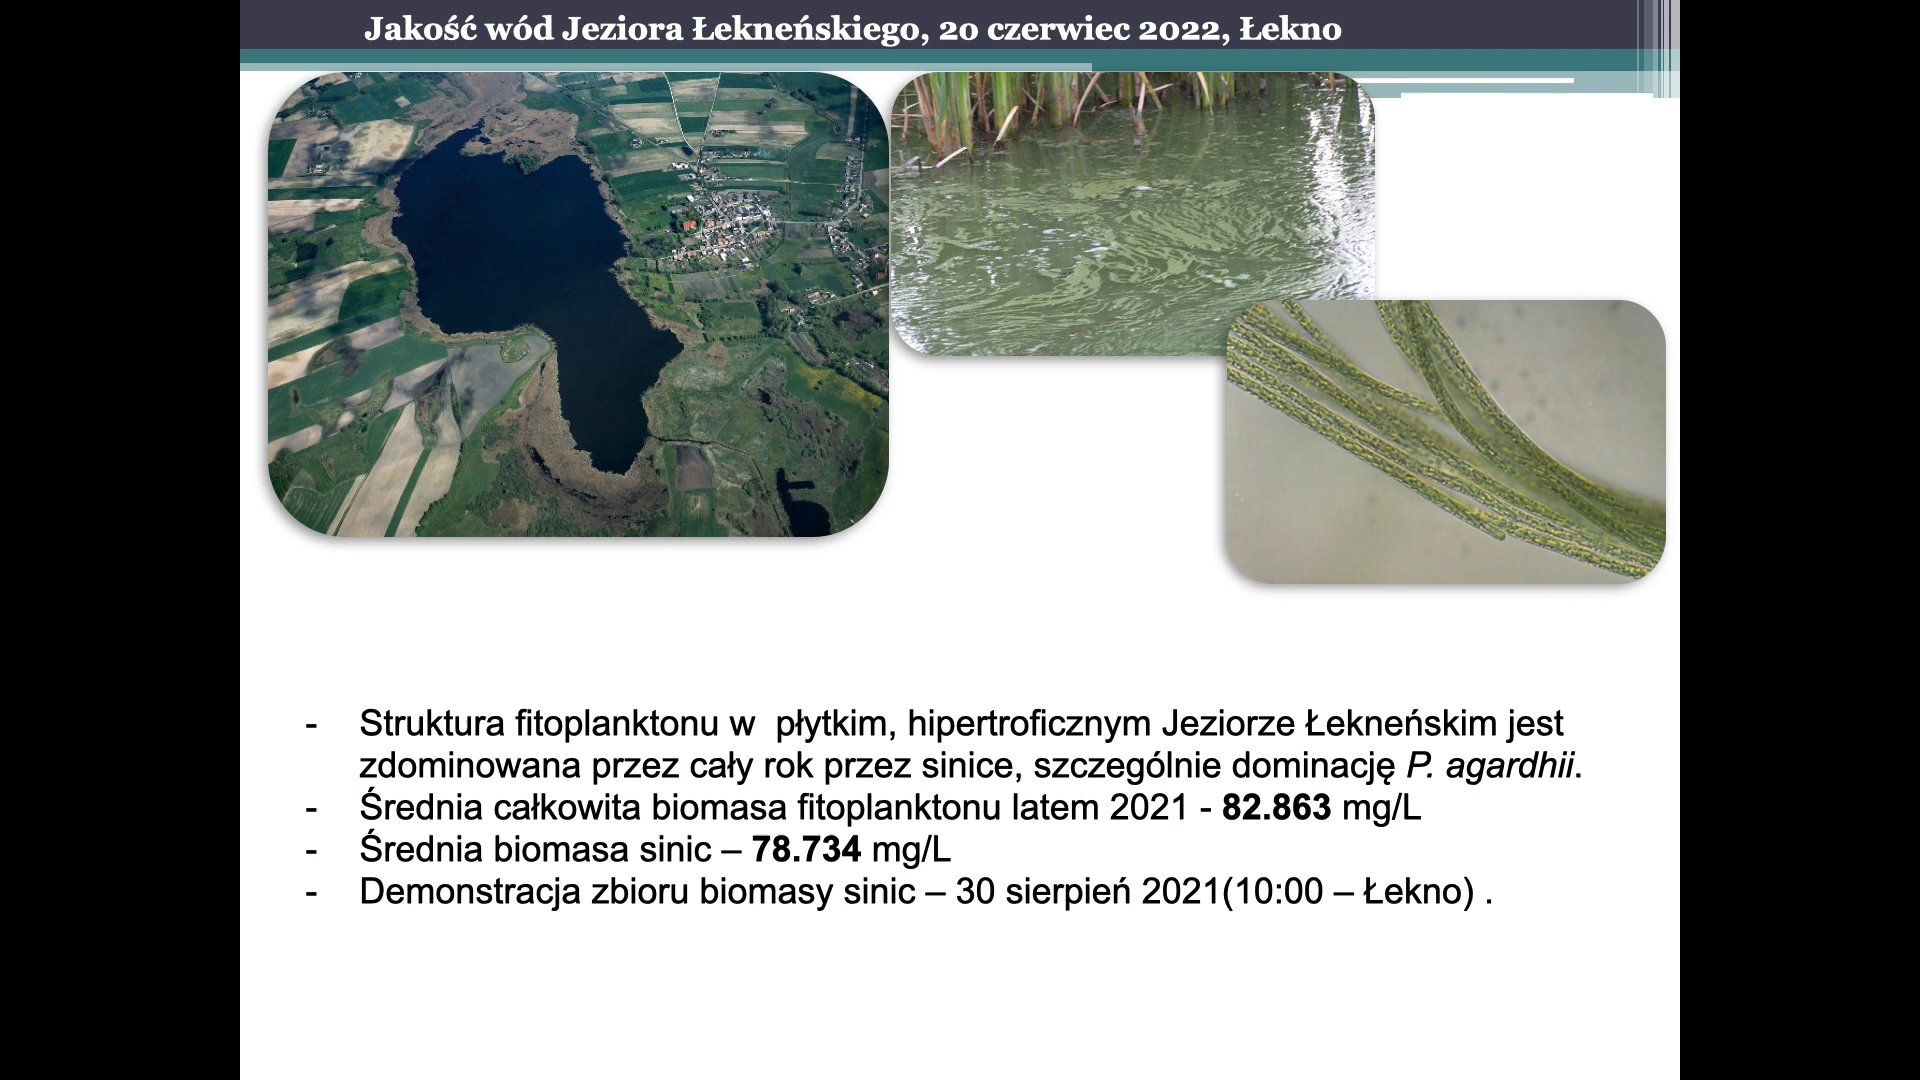 Jakość wód Jeziora Łekneńskiego, 20 czerwiec 2022, Łekno
- Struktura fitoplanktonu w  płytkim, hipertroficznym Jeziorze Łekneńskim jest
zdominowana przez cały rok przez sinice, szczególnie dominację P. agardhii.
- Średnia całkowita biomasa fitoplanktonu latem 2021 - 82.863 mg/L
- Średnia biomasa sinic – 78.734 mg/L
- Demonstracja zbioru biomasy sinic – 30 sierpień 2021(10:00 – Łekno) .